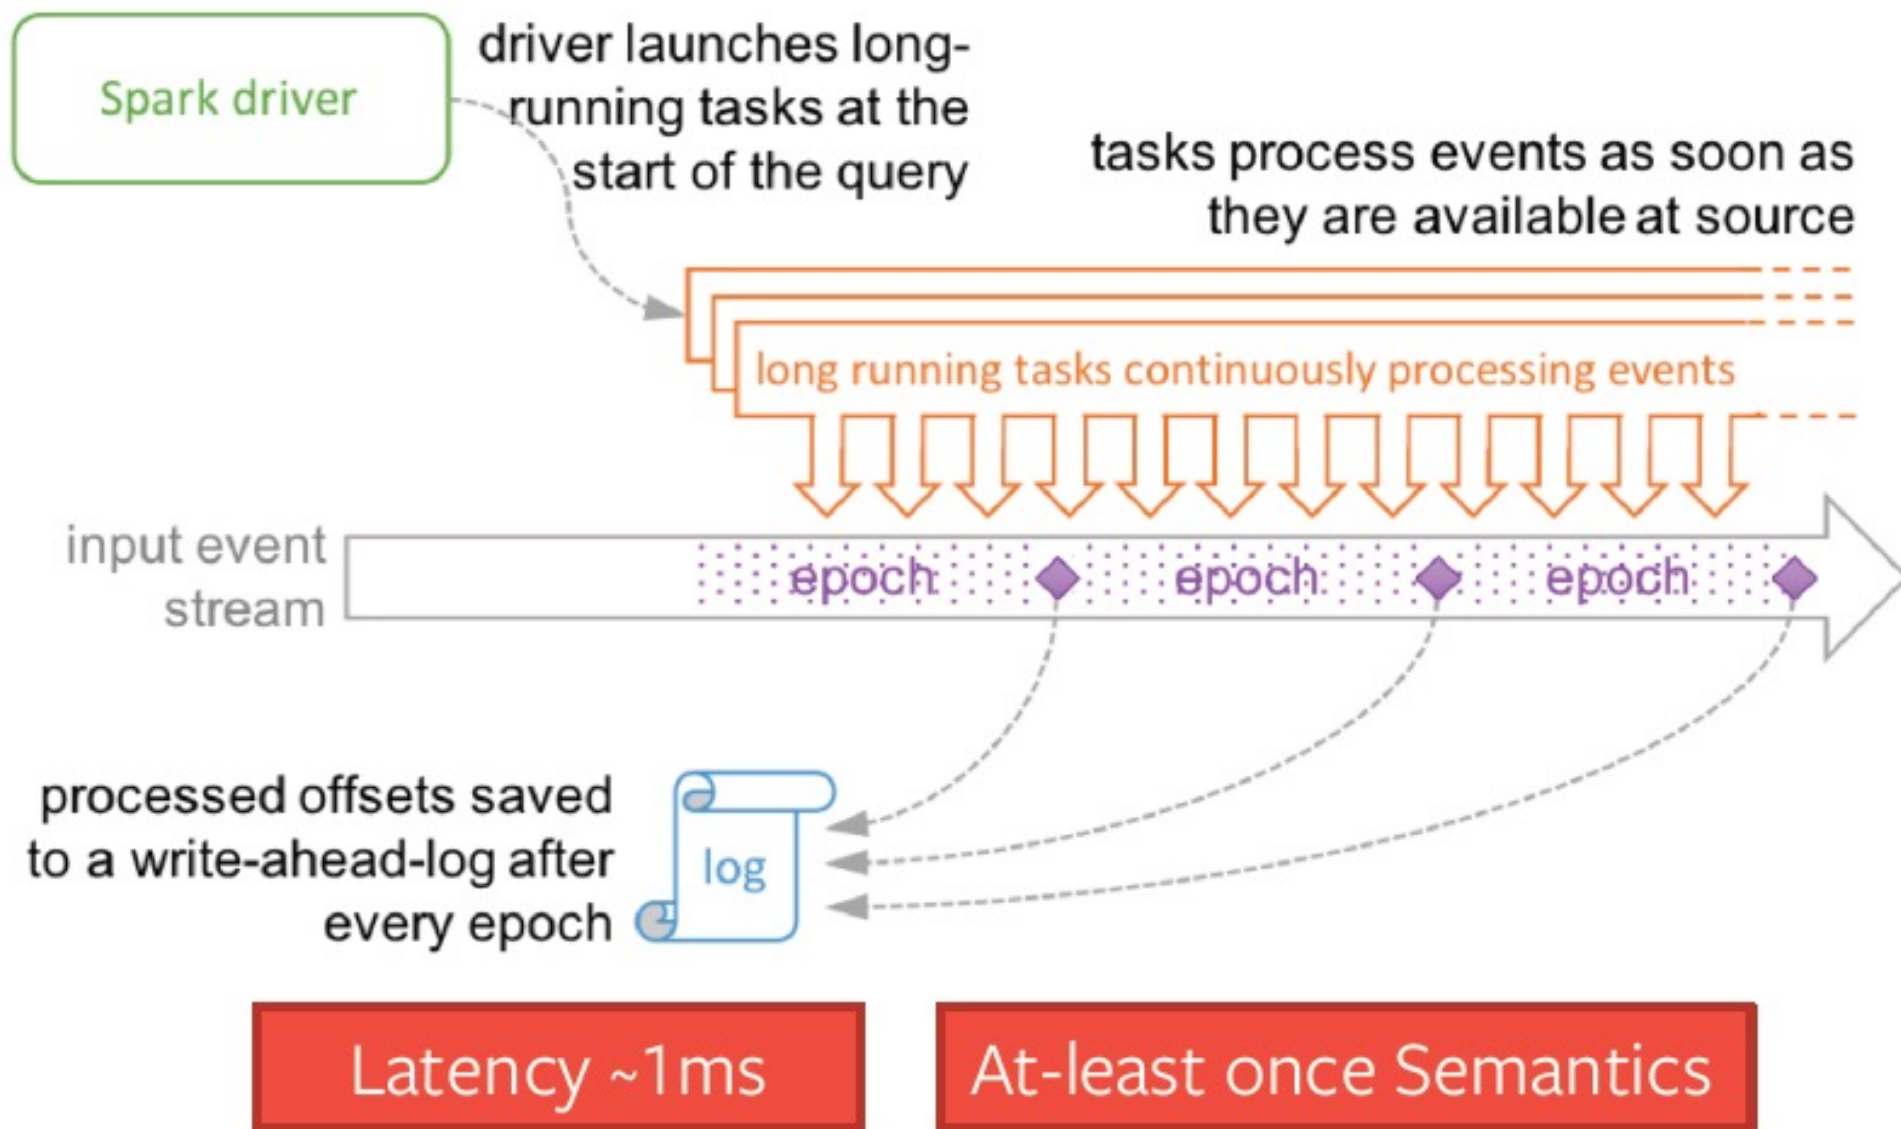 Spark driver
driver launches long-
running tasks at the
start of the query
tasks process events as soon as
they are available at source
long running tasks continuously processing events
input event
stream
epoch
epoch
epoch
processed offsets saved
to a write-ahead-log after
every epoch
log
Latency ~1ms
At-least once Semantics